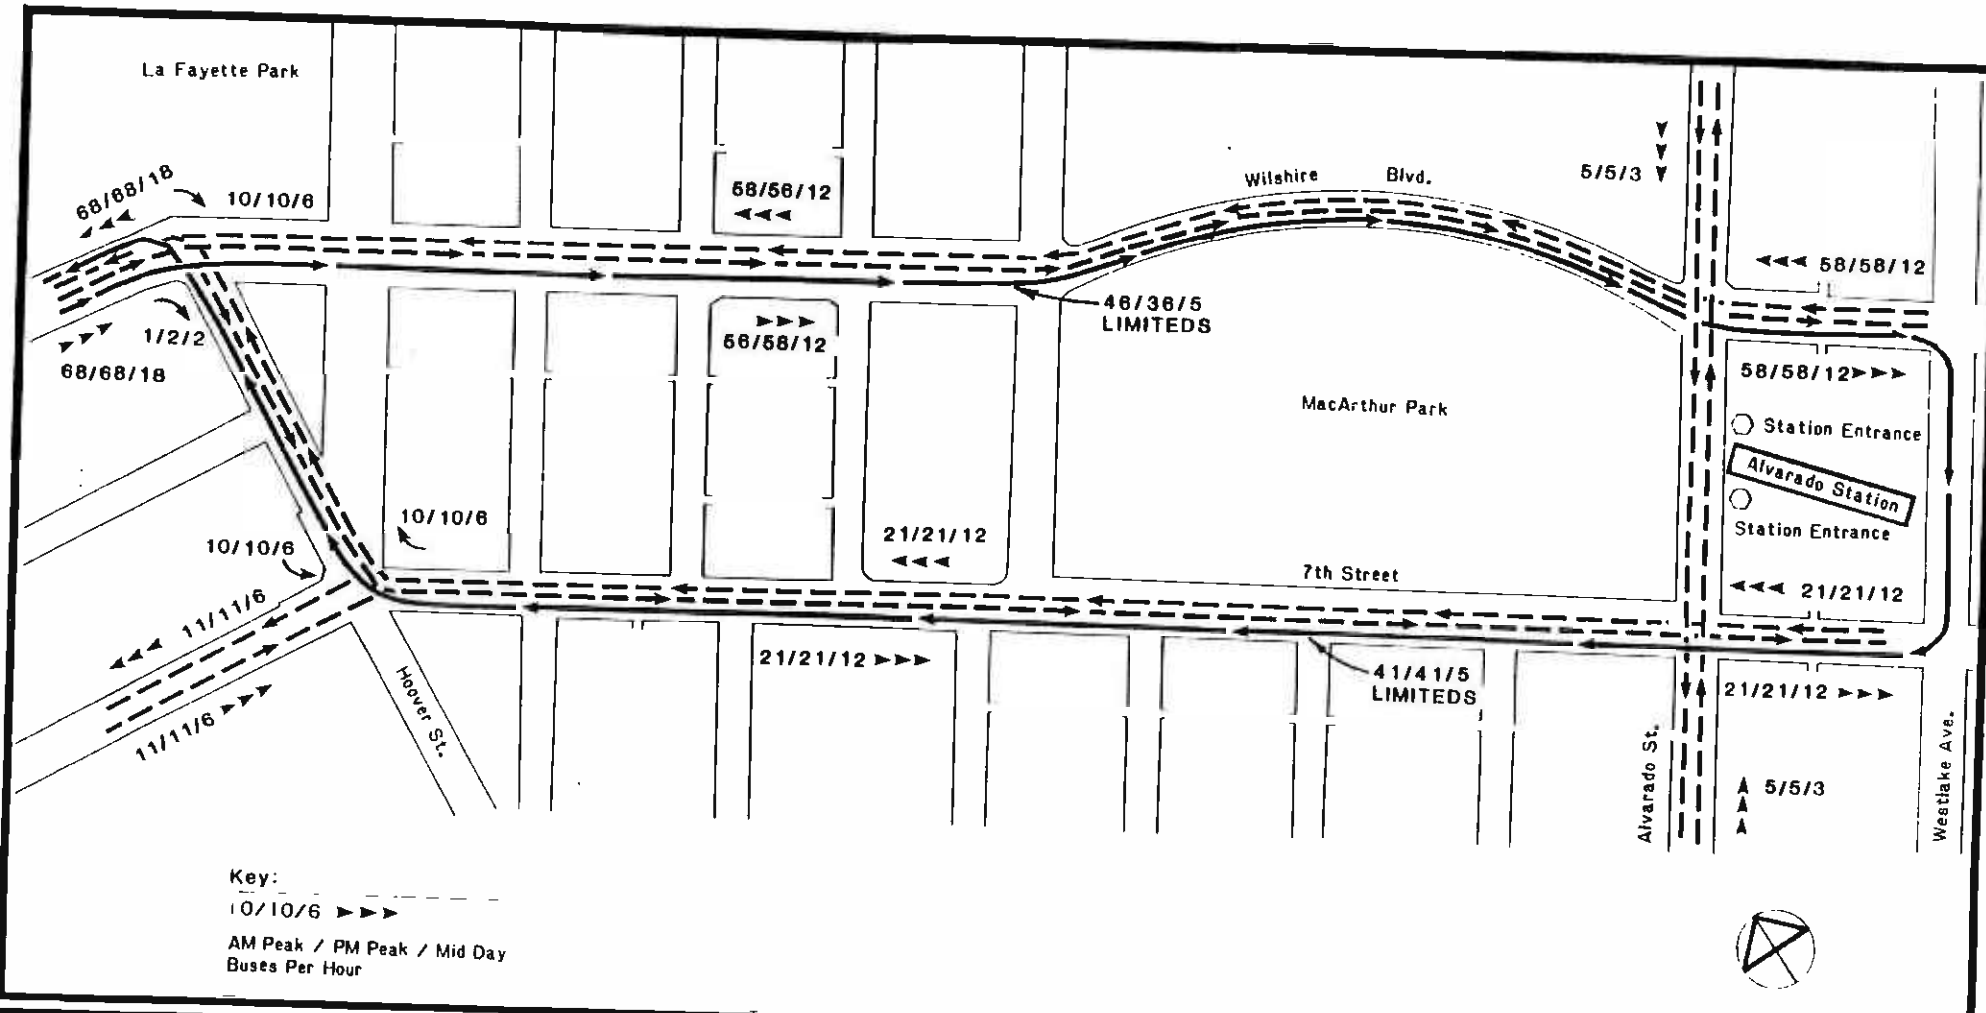 La Fayette Park
68/68/18
10/10/6
58/56/12
Wilshire Blvd.
5/5/3
58/58/12
46/36/5
LIMITEDS
1/2/2
68/68/18
56/58/12
58/58/12
MacArthur Park
Station Entrance
Alvarado Station
Station Entrance
10/10/6
21/21/12
10/10/6
7th Street
21/21/12
11/11/6
21/21/12
41/41/5
LIMITEDS
21/21/12
11/11/6
Hoover St.
Alvarado St.
5/5/3
Westlake Ave.
Key:
10/10/6
AM Peak / PM Peak / Mid Day
Buses Per Hour